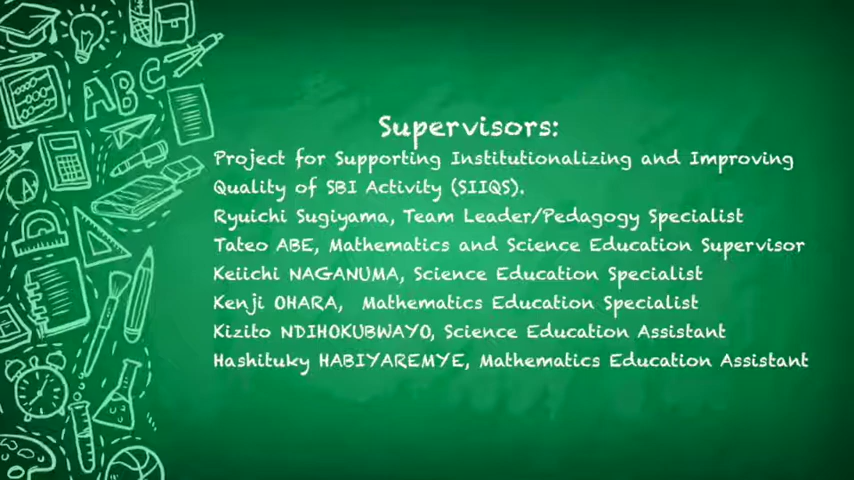 ABC
Supervisors:
Project for Supporting Institutionalizing and Improving
Quality of SBI Activity (SIIQS).
Ryuichi Sugiyama, Team Leader/Pedagogy Specialist
Tateo ABE, Mathematics and Science Education Supervisor
Keiichi NAGANUMA, Science Education Specialist
Kenji OHARA, Mathematics Education Specialist
Kizito NDIHOKUBWAYO, Science Education Assistant
Hashituky HABIYAREMYE, Mathematics Education Assistant